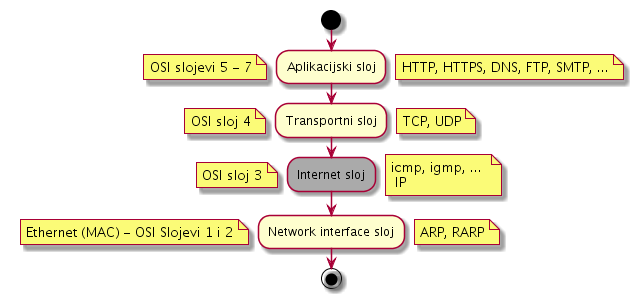 OSI slojevi 5 – 7
Aplikacijski sloj
HTTP, HTTPS, DNS, FTP, SMTP, ...
OSI sloj 4
Transportni sloj
TCP, UDP
OSI sloj 3
Internet sloj
icmp, igmp, ...
IP
Ethernet (MAC) – OSI Slojevi 1 i 2
Network interface sloj
ARP, RARP